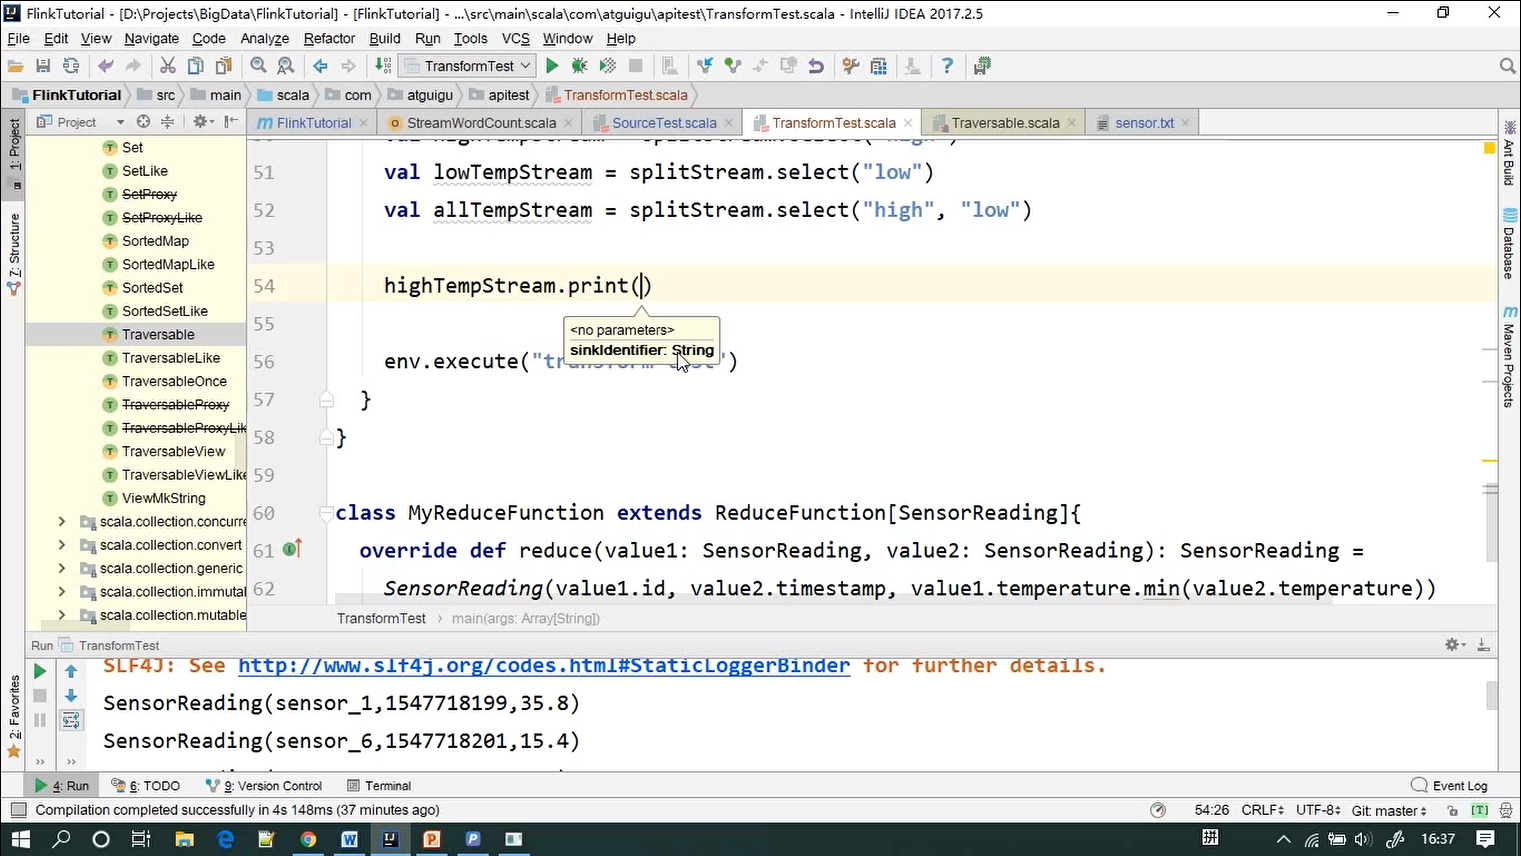 FlinkTutorial - [D:\Projects\BigData\FlinkTutorial] - [FlinkTutorial] - ...\src\main\scala\com\atguigu\apitest\TransformTest.scala - IntelliJ IDEA 2017.2.5
File Edit View Navigate Code Analyze Refactor Build Run Tools VCS Window Help
TransformTest
FlinkTutorial src main scala com atguigu apitest TransformTest.scala
1: Project
7: Structure
2: Favorites
Project
FlinkTutorial StreamWordCount.scala SourceTest.scala TransformTest.scala Traversable.scala sensor.txt
Set
SetLike
SetProxy
SetProxyLike
SortedMap
SortedMapLike
SortedSet
SortedSetLike
Traversable
TraversableLike
TraversableOnce
TraversableProxy
TraversableProxyLik
TraversableView
TraversableViewLike
ViewMkString
scala.collection.concurre
scala.collection.convert
scala.collection.generic
scala.collection.immutal
scala.collection.mutable
51 val lowTempStream = splitStream.select("low")
52 val allTempStream = splitStream.select("high", "low")
53
54 highTempStream.print()
<no parameters>
sinkIdentifier: String
55
56 env.execute("transform test")
57 }
58 }
59
60 class MyReduceFunction extends ReduceFunction[SensorReading]{
61 override def reduce(value1: SensorReading, value2: SensorReading): SensorReading =
62 SensorReading(value1.id, value2.timestamp, value1.temperature.min(value2.temperature))
TransformTest main(args: Array[String])
Ant Build
Database
Maven Projects
Run TransformTest
SLF4J: See http://www.slf4j.org/codes.html#StaticLoggerBinder for further details.
SensorReading(sensor_1,1547718199,35.8)
SensorReading(sensor_6,1547718201,15.4)
4: Run 6: TODO 9: Version Control Terminal Event Log
Compilation completed successfully in 4s 148ms (37 minutes ago) 54:26 CRLF UTF-8 Git: master [T]
拼 16:37